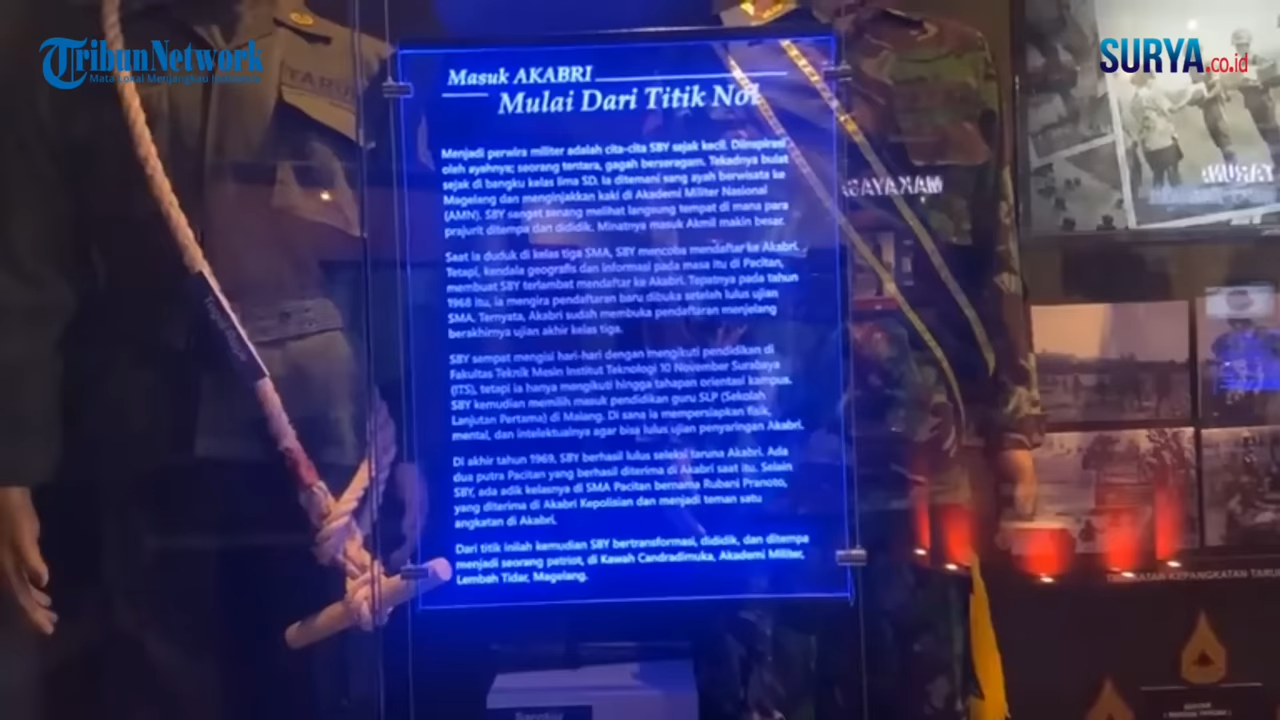 TribunNetwork
Mata Lokal Menjangkau Indonesia
SURYA.co.id
TARUNA
Masuk AKABRI
Mulai Dari Titik Nol
Menjadi perwira militer adalah cita-cita SBY sejak kecil. Diinspirasi
oleh ayahnya; seorang tentara, gagah berseragam. Tekadnya bulat
sejak di bangku kelas lima SD. Ia ditemani sang ayah berwisata ke
Magelang dan menginjakkan kaki di Akademi Militer Nasional
(AMN). SBY sangat senang melihat langsung tempat di mana para
prajurit ditempa dan dididik. Minatnya masuk Akmil makin besar.
Saat ia duduk di kelas tiga SMA, SBY mencoba mendaftar ke Akabri.
Tetapi, kendala geografis dan informasi pada masa itu di Pacitan,
membuat SBY terlambat mendaftar ke Akabri. Tepatnya pada tahun
1968 itu, ia mengira pendaftaran baru dibuka setelah lulus ujian
SMA. Ternyata, Akabri sudah membuka pendaftaran menjelang
berakhirnya ujian akhir kelas tiga.
SBY sempat mengisi hari-hari dengan mengikuti pendidikan di
Fakultas Teknik Mesin Institut Teknologi 10 November Surabaya
(ITS), tetapi ia hanya mengikuti hingga tahapan orientasi kampus.
SBY kemudian memilih masuk pendidikan guru SLP (Sekolah
Lanjutan Pertama) di Malang. Di sana ia mempersiapkan fisik,
mental, dan intelektualnya agar bisa lulus ujian penyaringan Akabri.
Di akhir tahun 1969, SBY berhasil lulus seleksi taruna Akabri. Ada
dua putra Pacitan yang berhasil diterima di Akabri saat itu. Selain
SBY, ada adik kelasnya di SMA Pacitan bernama Rubani Pranoto,
yang diterima di Akabri Kepolisian dan menjadi teman satu
angkatan di Akabri.
Dari titik inilah kemudian SBY bertransformasi, dididik, dan ditempa
menjadi seorang patriot, di Kawah Candradimuka, Akademi Militer,
Lembah Tidar, Magelang.
KEPANGKATAN